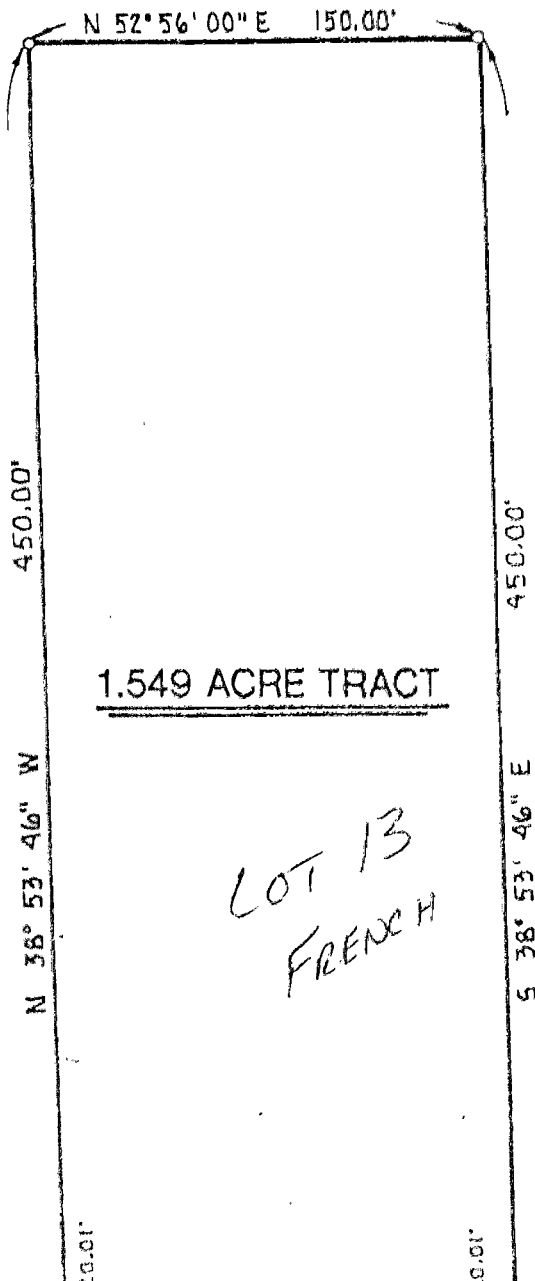 N 52° 56' 00" E 150.00'
450.00'
450.00'
1.549 ACRE TRACT
N 38° 53' 46" W
S 38° 53' 46" E
LOT 13
FRENCH